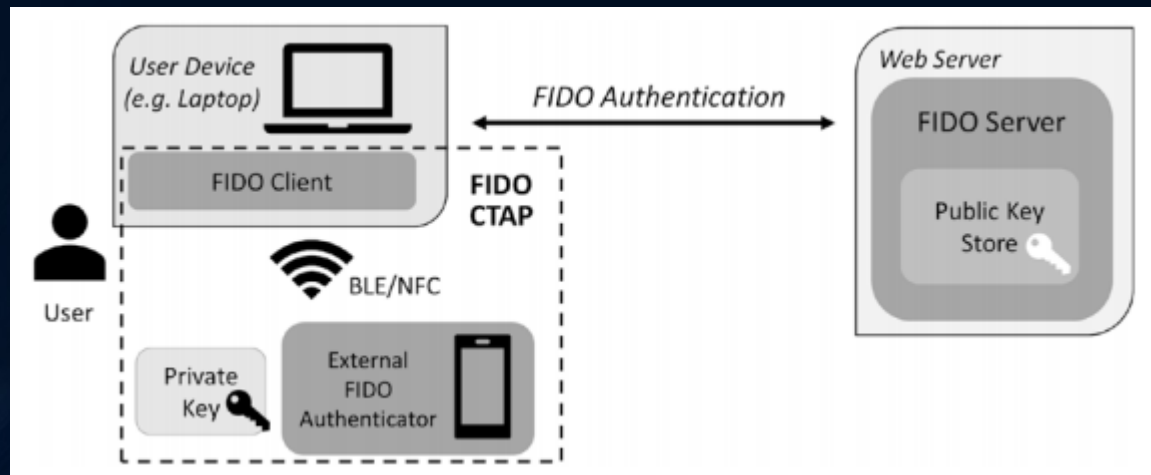 User Device
(e.g. Laptop)
FIDO Client
FIDO
CTAP
User
BLE/NFC
Private
Key
External
FIDO
Authenticator
FIDO Authentication
Web Server
FIDO Server
Public Key
Store